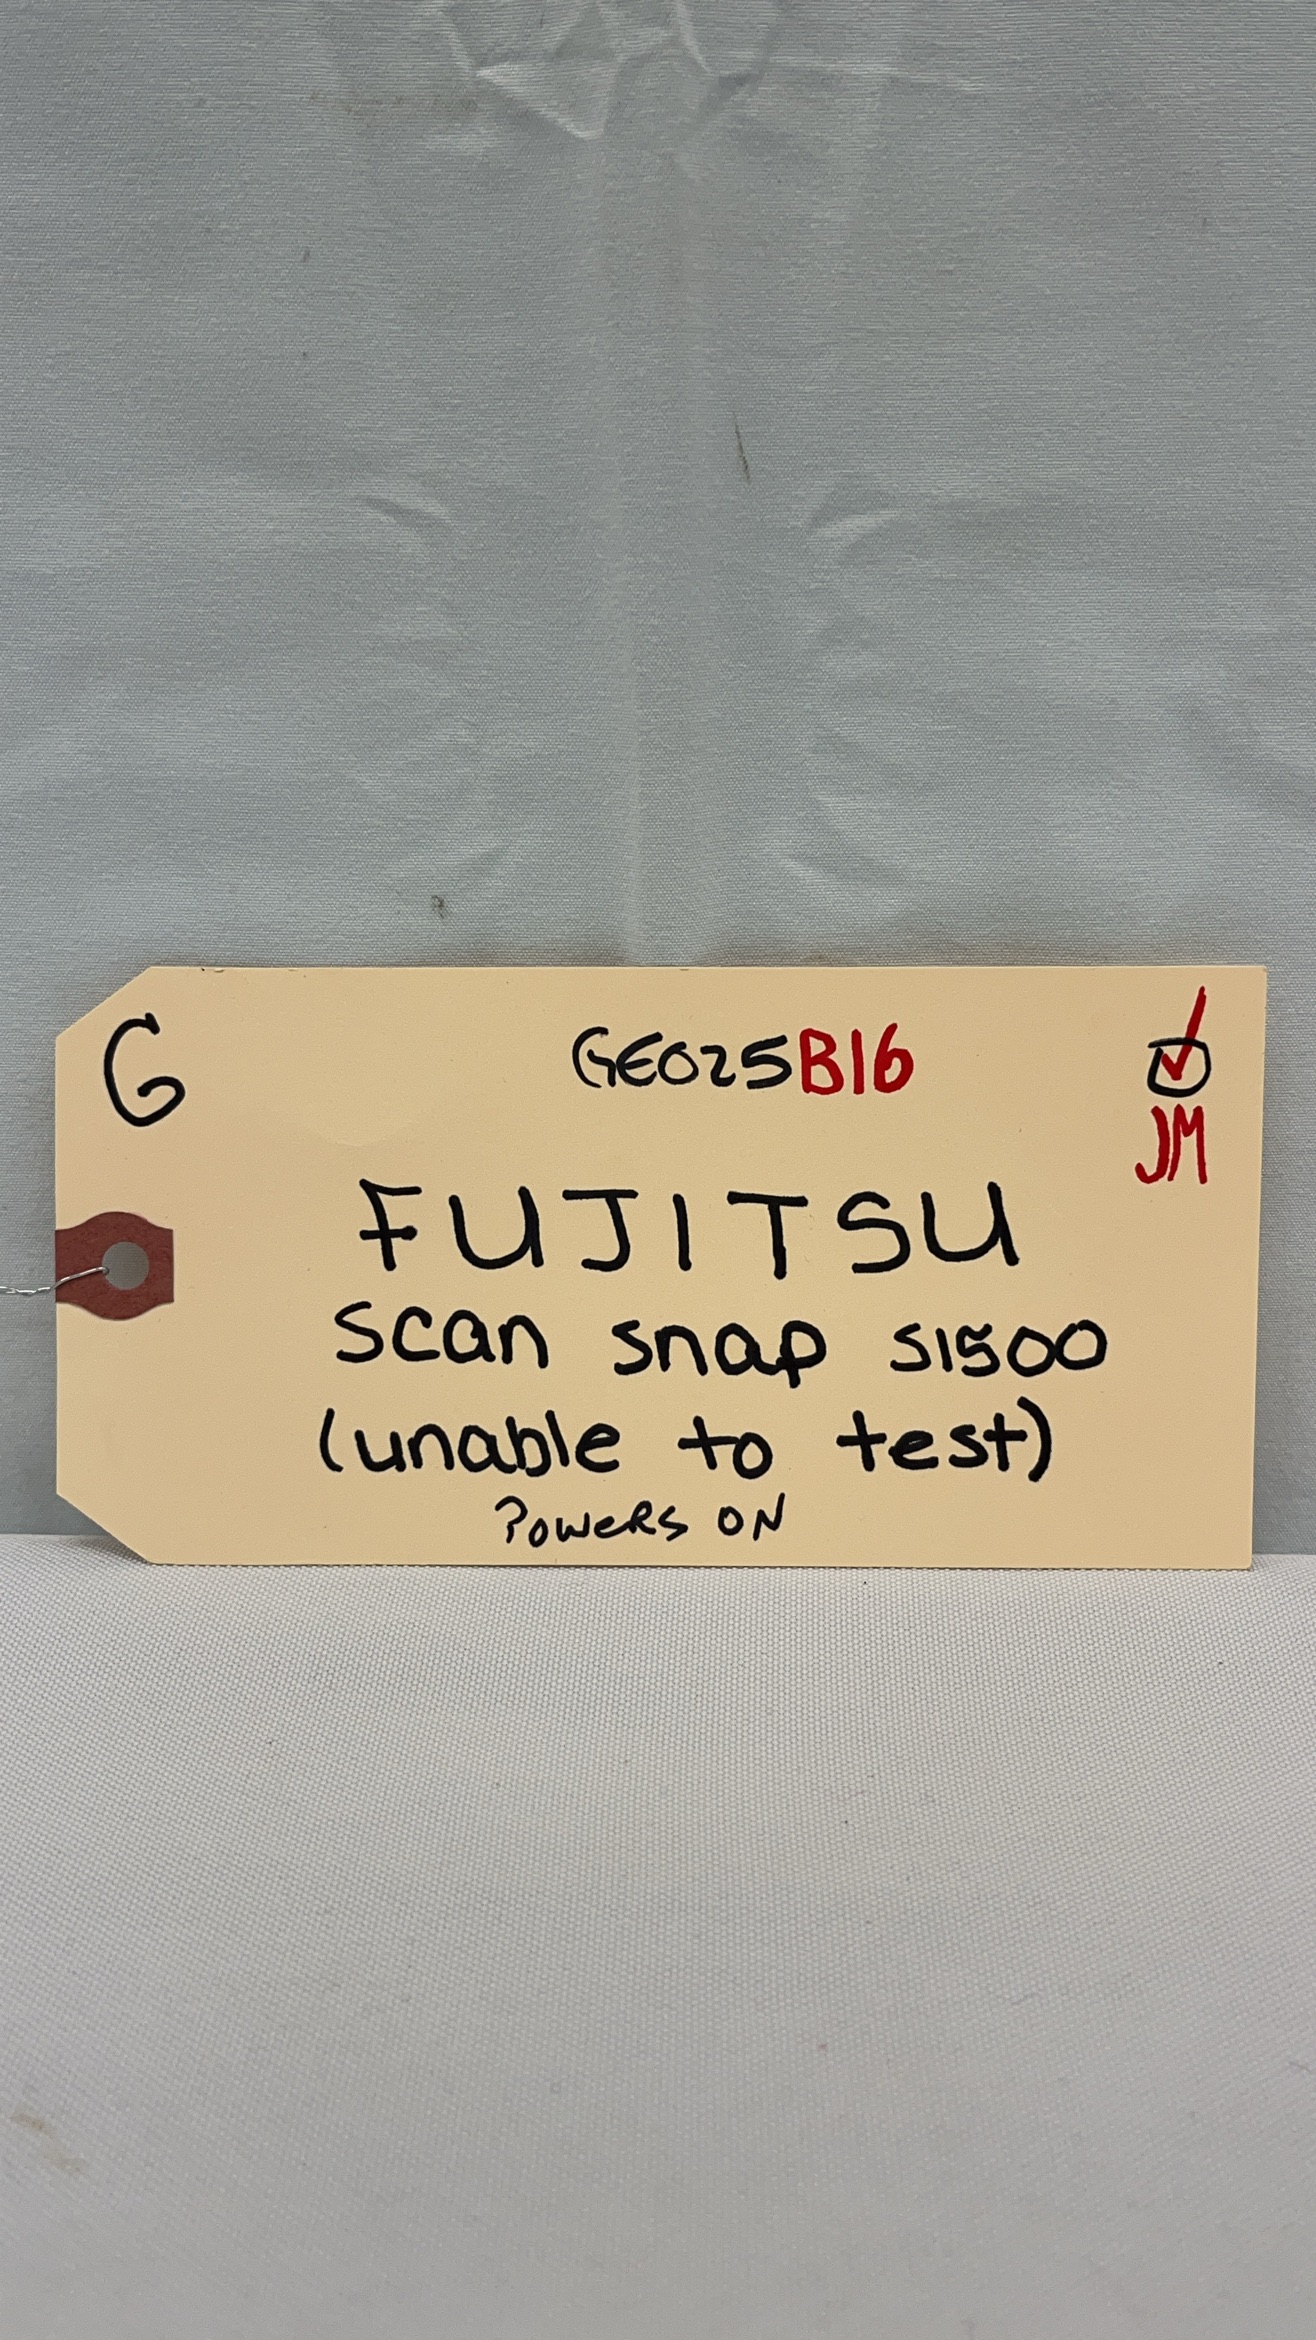 G
GE025B16
JM
FUJITSU
scan snap S1500
(unable to test)
POWERS ON